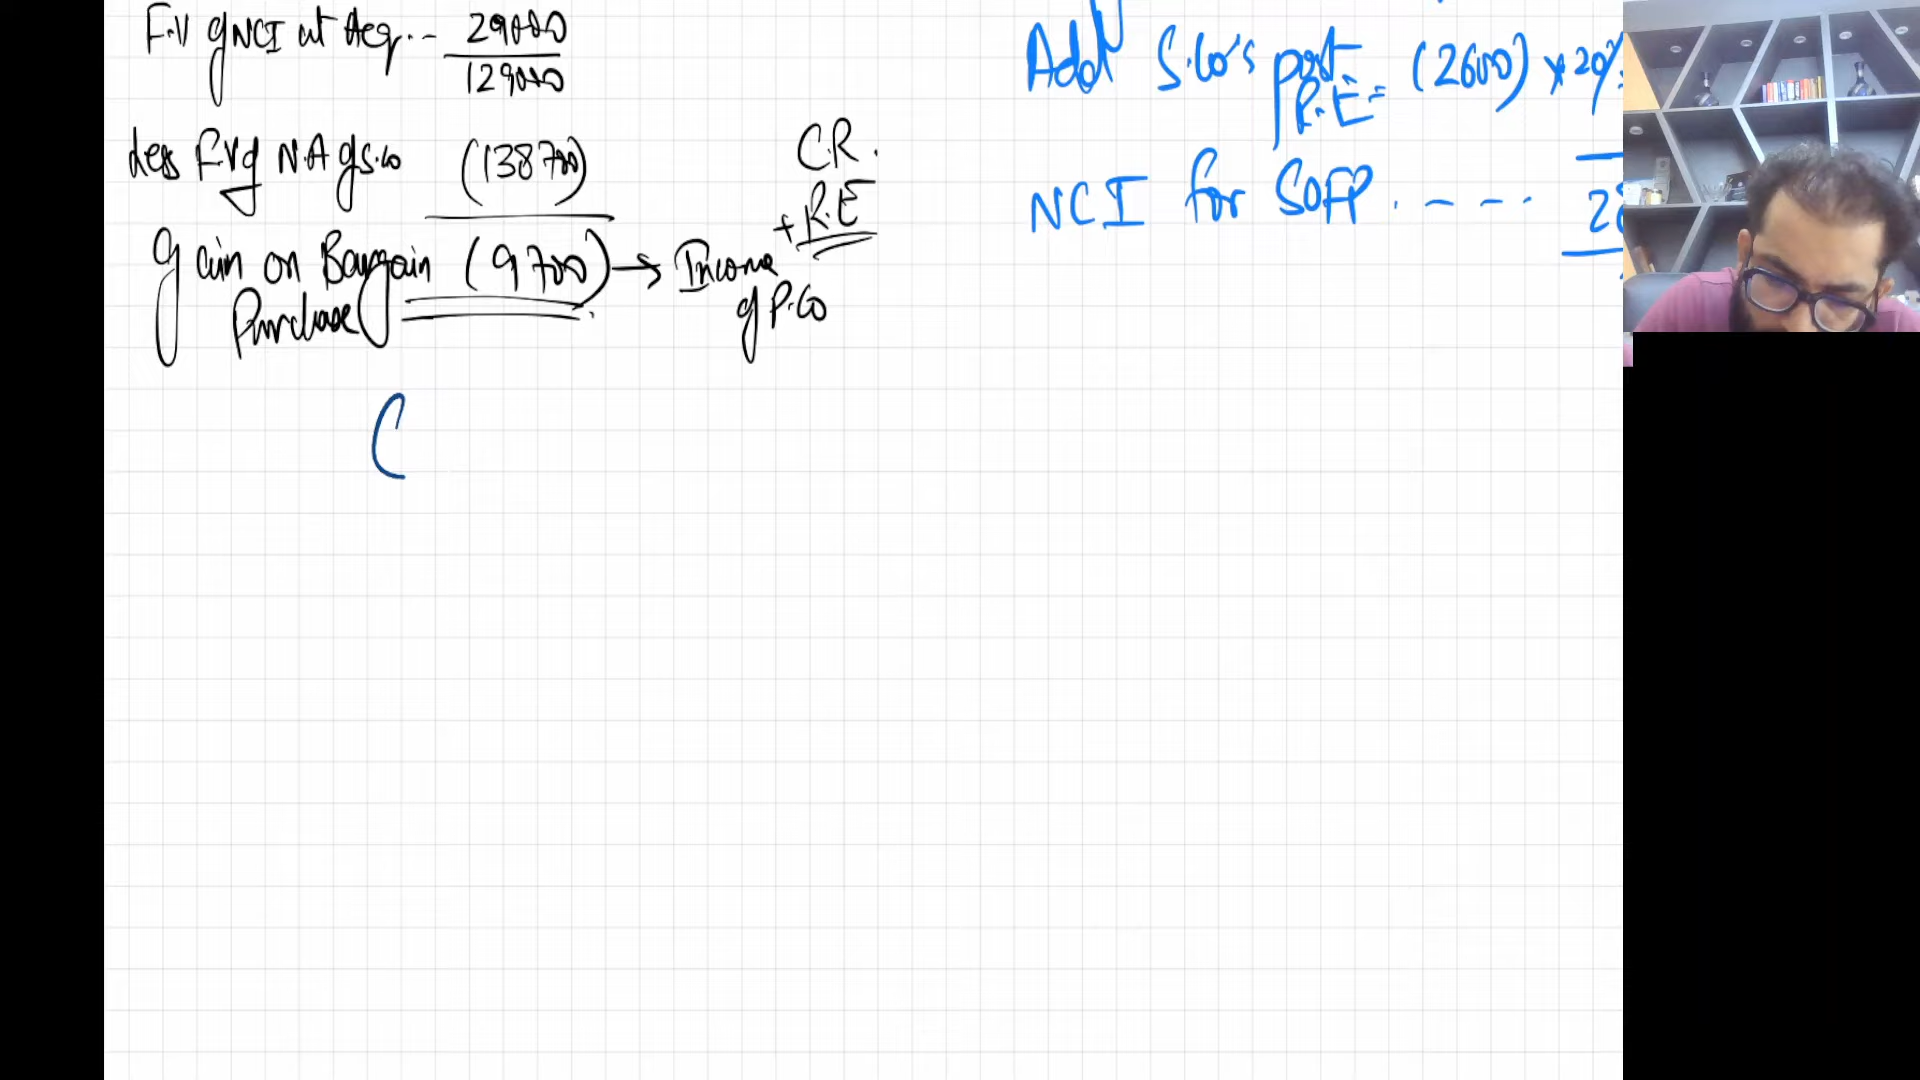 F.V of NCI at Acq. -- 29000
129000
Less F.V of N.A of S.Co (138700)
Gain on Bargain Purchase (9700) → Income of P.Co
C.R.
+ R.E
C
Add S.Co's post R.E = (2600) x 20%
NCI for SOFP . - - - .